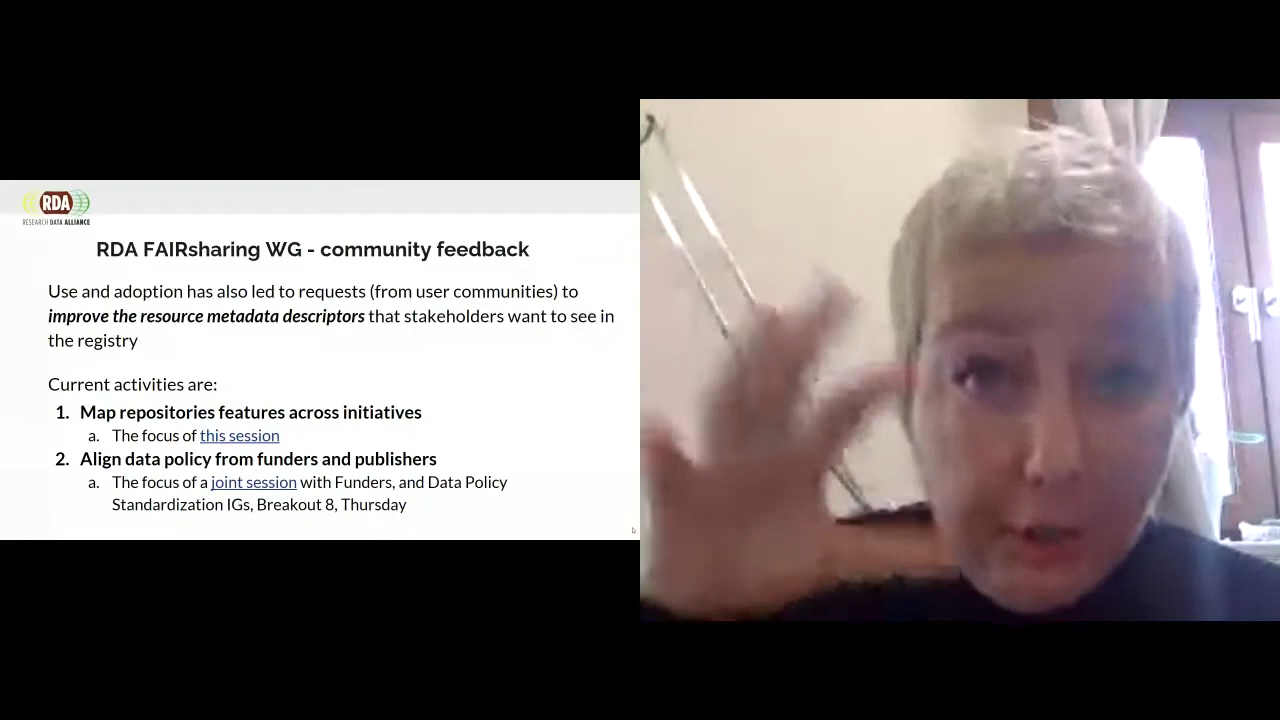 RDA
RESEARCH DATA ALLIANCE
RDA FAIRsharing WG - community feedback
Use and adoption has also led to requests (from user communities) to
improve the resource metadata descriptors that stakeholders want to see in
the registry
Current activities are:
1. Map repositories features across initiatives
a. The focus of this session
2. Align data policy from funders and publishers
a. The focus of a joint session with Funders, and Data Policy
Standardization IGs, Breakout 8, Thursday